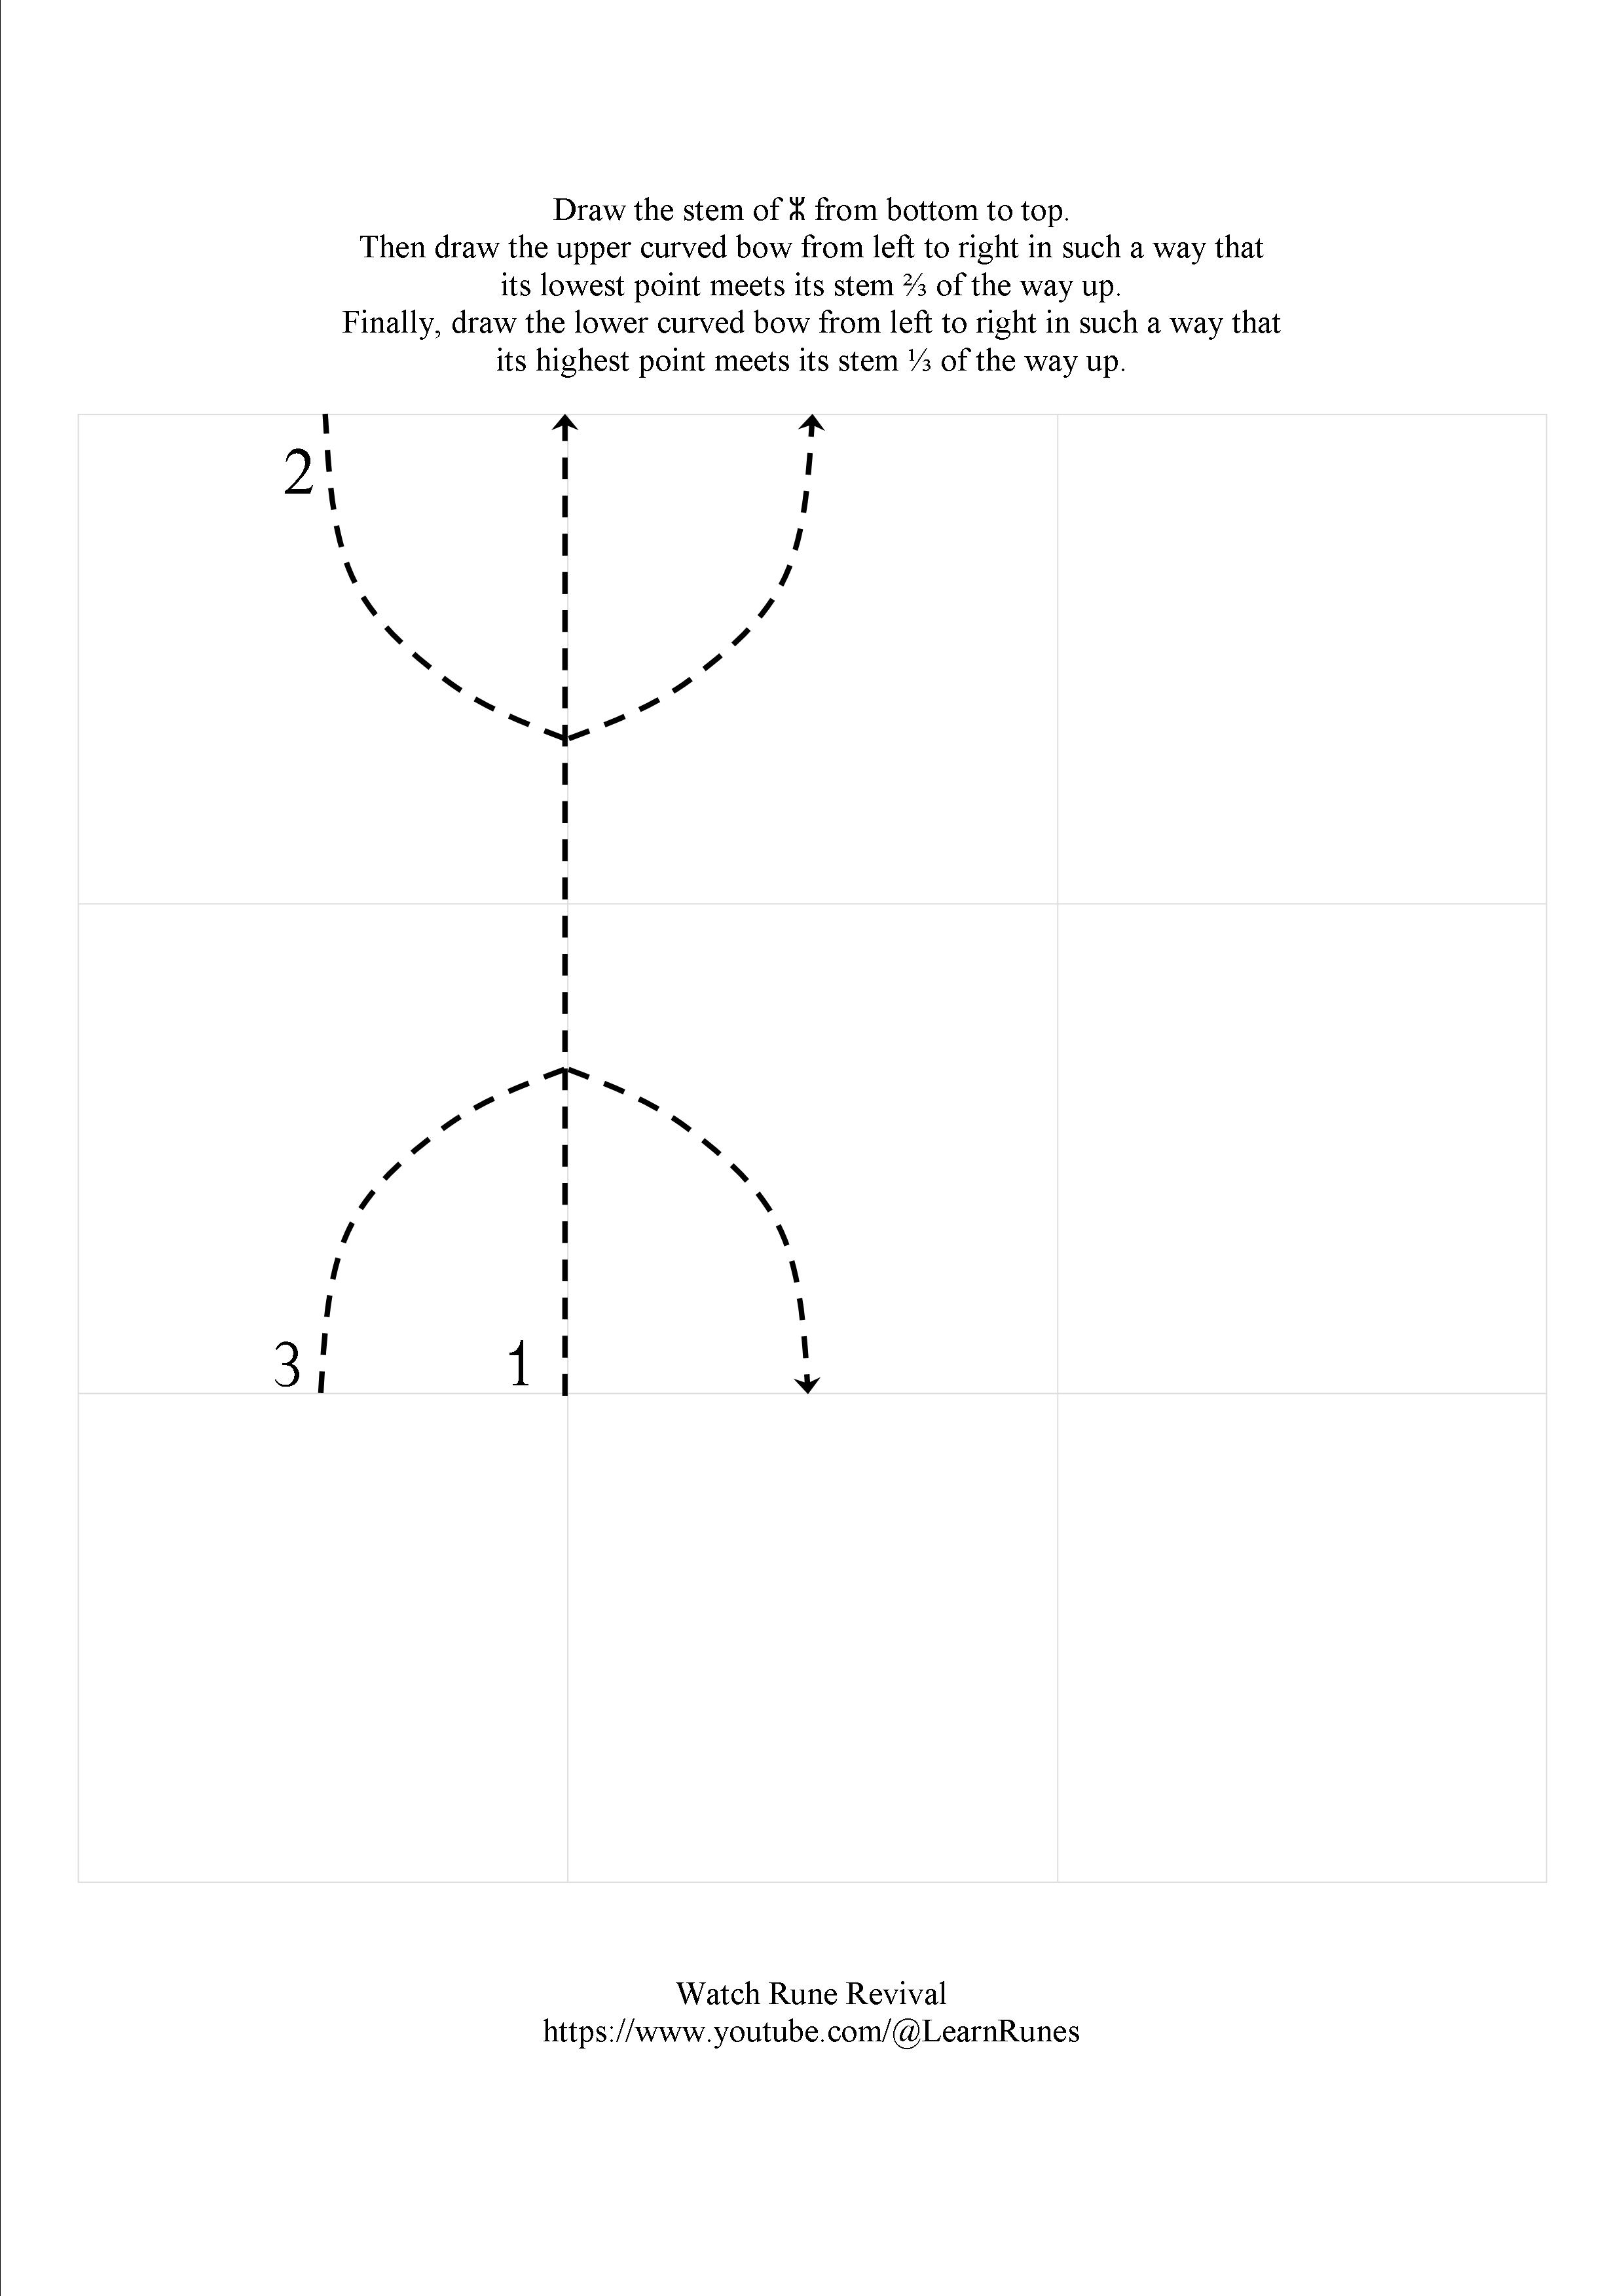 Draw the stem of ᛯ from bottom to top.
Then draw the upper curved bow from left to right in such a way that
its lowest point meets its stem ⅔ of the way up.
Finally, draw the lower curved bow from left to right in such a way that
its highest point meets its stem ⅓ of the way up.
2
3
1
Watch Rune Revival
https://www.youtube.com/@LearnRunes